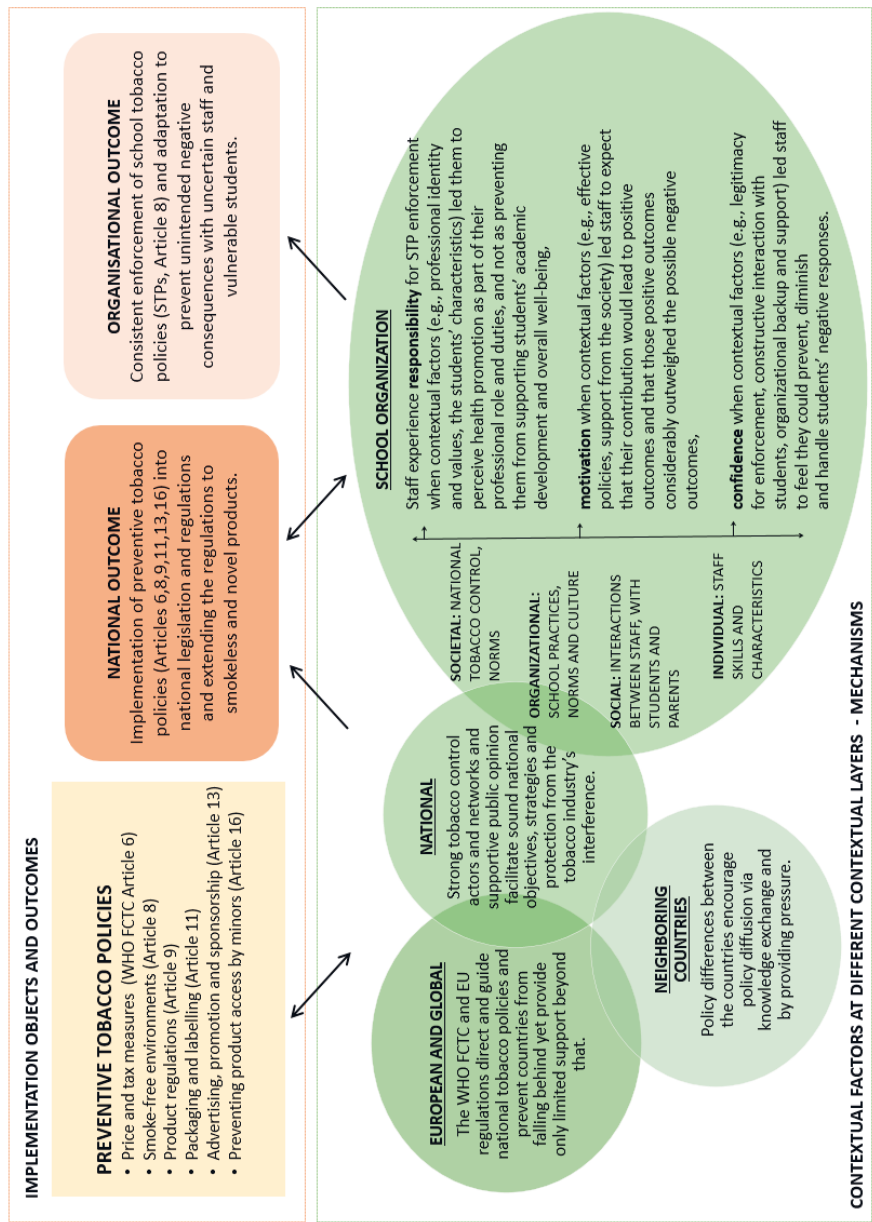 IMPLEMENTATION OBJECTS AND OUTCOMES
PREVENTIVE TOBACCO POLICIES
• Price and tax measures (WHO FCTC Article 6)
• Smoke-free environments (Article 8)
• Product regulations (Article 9)
• Packaging and labelling (Article 11)
• Advertising, promotion and sponsorship (Article 13)
• Preventing product access by minors (Article 16)
NATIONAL OUTCOME
Implementation of preventive tobacco
policies (Articles 6,8,9,11,13,16) into
national legislation and regulations
and extending the regulations to
smokeless and novel products.
ORGANISATIONAL OUTCOME
Consistent enforcement of school tobacco
policies (STPs, Article 8) and adaptation to
prevent unintended negative
consequences with uncertain staff and
vulnerable students.
EUROPEAN AND GLOBAL
The WHO FCTC and EU
regulations direct and guide
national tobacco policies and
prevent countries from
falling behind yet provide
only limited support beyond
that.
NATIONAL
Strong tobacco control
actors and networks and
supportive public opinion
facilitate sound national
objectives, strategies and
protection from the
tobacco industry's
interference.
NEIGHBORING
COUNTRIES
Policy differences between
the countries encourage
policy diffusion via
knowledge exchange and
by providing pressure.
SCHOOL ORGANIZATION
SOCIETAL: NATIONAL
TOBACCO CONTROL,
NORMS
ORGANIZATIONAL:
SCHOOL PRACTICES,
NORMS AND CULTURE
SOCIAL: INTERACTIONS
BETWEEN STAFF, WITH
STUDENTS AND
PARENTS
INDIVIDUAL: STAFF
SKILLS AND
CHARACTERISTICS
Staff experience responsibility for STP enforcement
when contextual factors (e.g., professional identity
and values, the students' characteristics) led them to
perceive health promotion as part of their
professional role and duties, and not as preventing
them from supporting students' academic
development and overall well-being,
motivation when contextual factors (e.g., effective
policies, support from the society) led staff to expect
that their contribution would lead to positive
outcomes and that those positive outcomes
considerably outweighed the possible negative
outcomes,
confidence when contextual factors (e.g., legitimacy
for enforcement, constructive interaction with
students, organizational backup and support) led staff
to feel they could prevent, diminish
and handle students' negative responses.
CONTEXTUAL FACTORS AT DIFFERENT CONTEXTUAL LAYERS - MECHANISMS